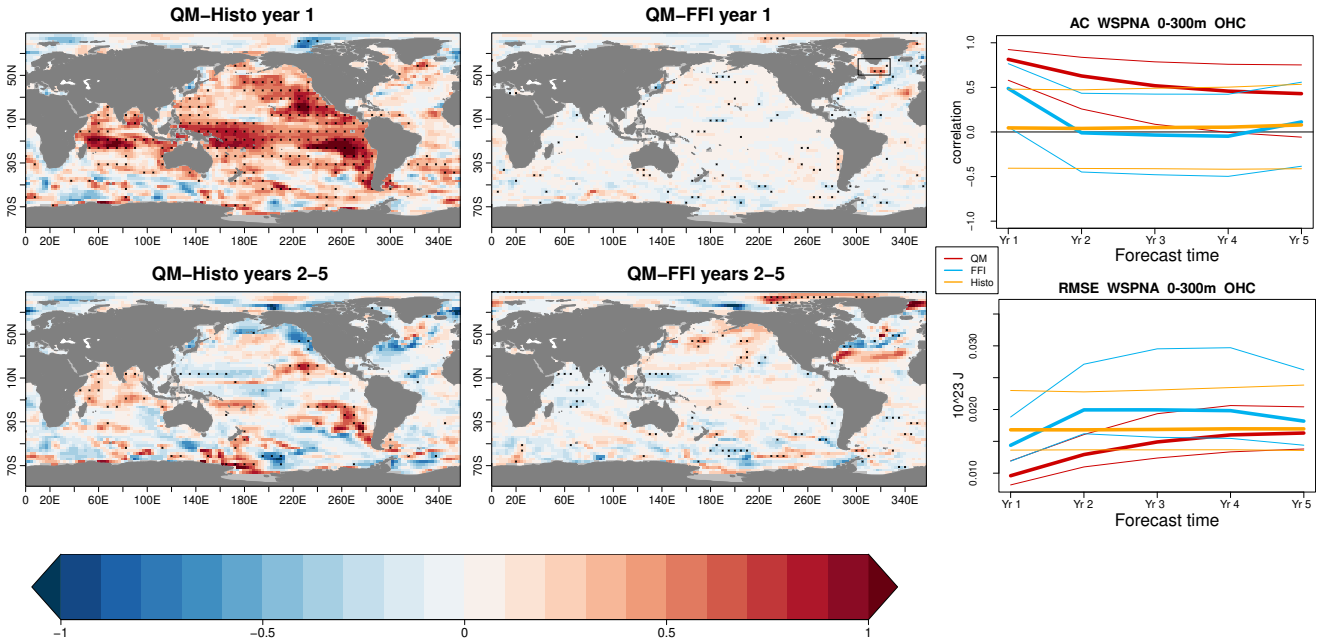 QM−Histo year 1
50N
10N
30S
70S
0 20E 60E 100E 140E 180E 220E 260E 300E 340E
QM−FFI year 1
50N
10N
30S
70S
0 20E 60E 100E 140E 180E 220E 260E 300E 340E
AC WSPNA 0−300m OHC
correlation
1.0
0.5
0.0
−0.5
−1.0
Yr 1 Yr 2 Yr 3 Yr 4 Yr 5
Forecast time
QM
FFI
Histo
QM−Histo years 2−5
50N
10N
30S
70S
0 20E 60E 100E 140E 180E 220E 260E 300E 340E
QM−FFI years 2−5
50N
10N
30S
70S
0 20E 60E 100E 140E 180E 220E 260E 300E 340E
RMSE WSPNA 0−300m OHC
10^23 J
0.030
0.020
0.010
Yr 1 Yr 2 Yr 3 Yr 4 Yr 5
Forecast time
−1 −0.5 0 0.5 1